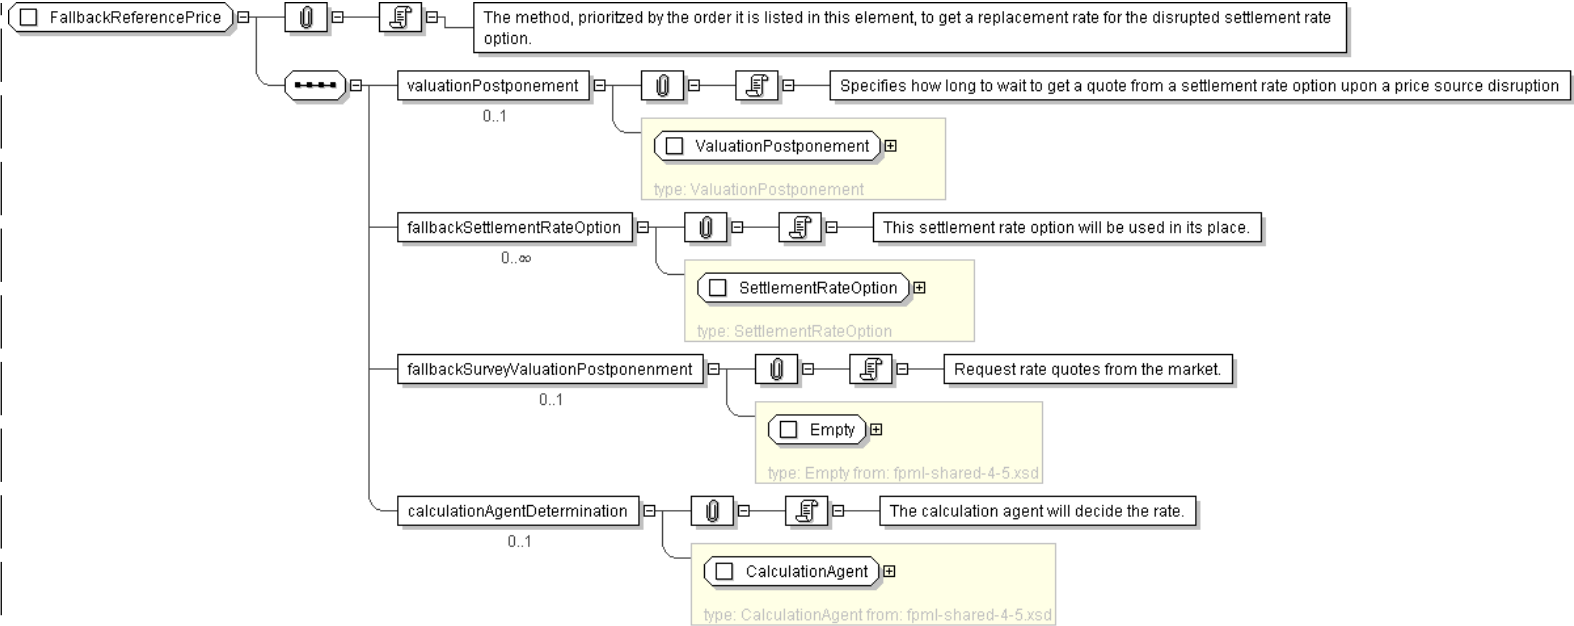 FallbackReferencePrice
The method, prioritzed by the order it is listed in this element, to get a replacement rate for the disrupted settlement rate
option.
valuationPostponement
Specifies how long to wait to get a quote from a settlement rate option upon a price source disruption
0..1
ValuationPostponement
type: ValuationPostponement
fallbackSettlementRateOption
This settlement rate option will be used in its place.
0..∞
SettlementRateOption
type: SettlementRateOption
fallbackSurveyValuationPostponenment
Request rate quotes from the market.
0..1
Empty
type: Empty from: fpml-shared-4-5.xsd
calculationAgentDetermination
The calculation agent will decide the rate.
0..1
CalculationAgent
type: CalculationAgent from: fpml-shared-4-5.xsd